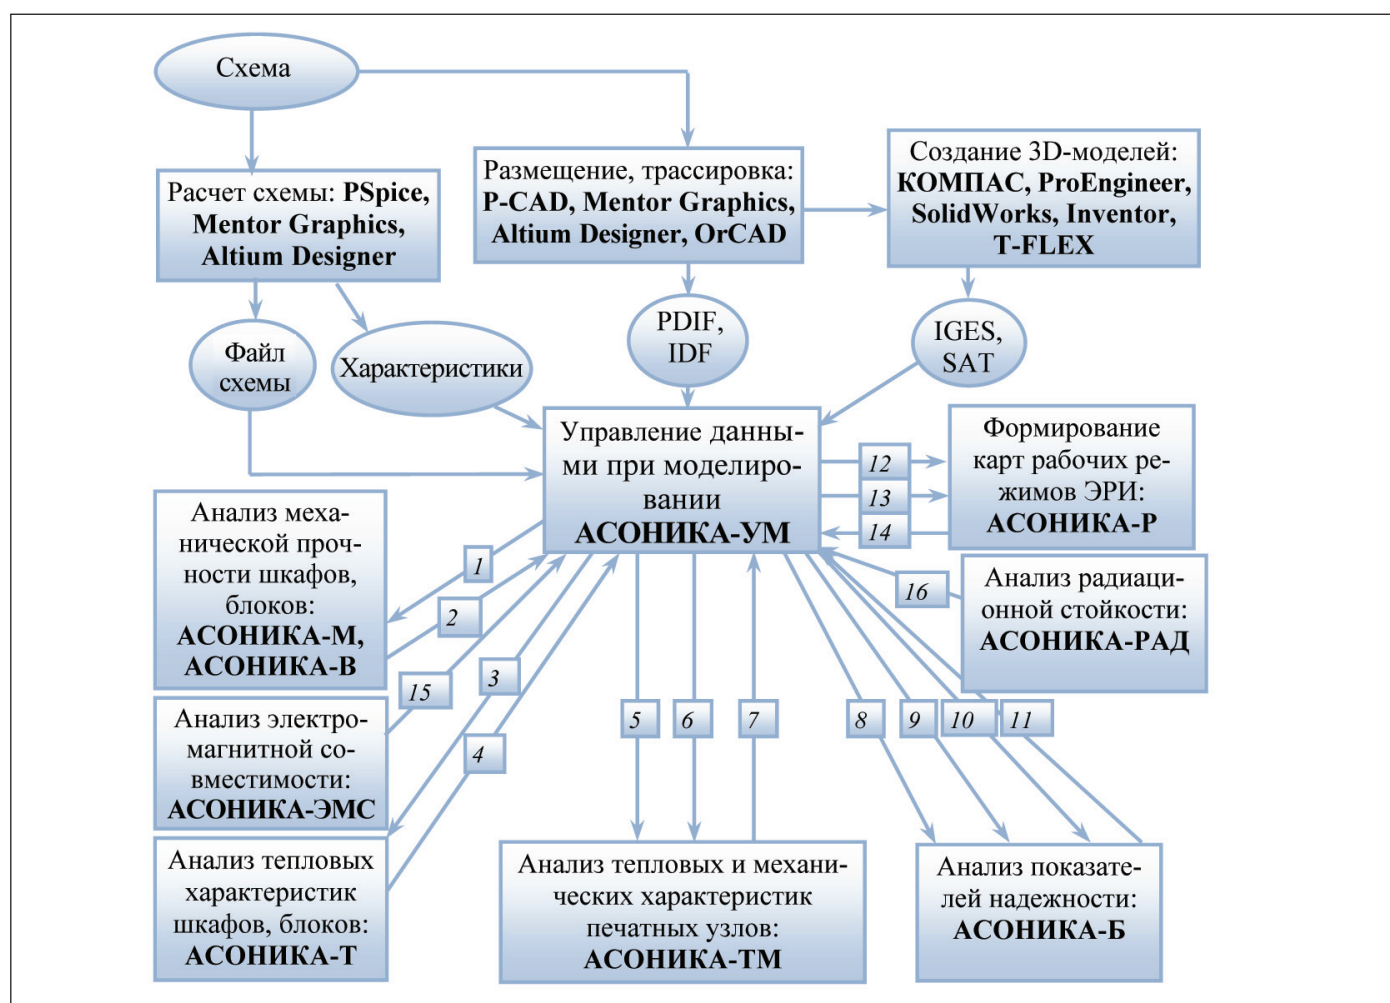 Схема
Расчет схемы: PSpice,
Mentor Graphics,
Altium Designer
Размещение, трассировка:
P-CAD, Mentor Graphics,
Altium Designer, OrCAD
Создание 3D-моделей:
КОМПАС, ProEngineer,
SolidWorks, Inventor,
T-FLEX
Файл
схемы
Характеристики
PDIF,
IDF
IGES,
SAT
Управление данны-
ми при моделиро-
вании
АСОНИКА-УМ
12
13
14
Формирование
карт рабочих ре-
жимов ЭРИ:
АСОНИКА-Р
Анализ меха-
нической проч-
ности шкафов,
блоков:
АСОНИКА-М,
АСОНИКА-В
1
2
15
3
4
5
6
7
8
9
10
11
16
Анализ радиаци-
онной стойкости:
АСОНИКА-РАД
Анализ электро-
магнитной со-
вместимости:
АСОНИКА-ЭМС
Анализ тепловых
характеристик
шкафов, блоков:
АСОНИКА-Т
Анализ тепловых и механи-
ческих характеристик
печатных узлов:
АСОНИКА-ТМ
Анализ показате-
лей надежности:
АСОНИКА-Б